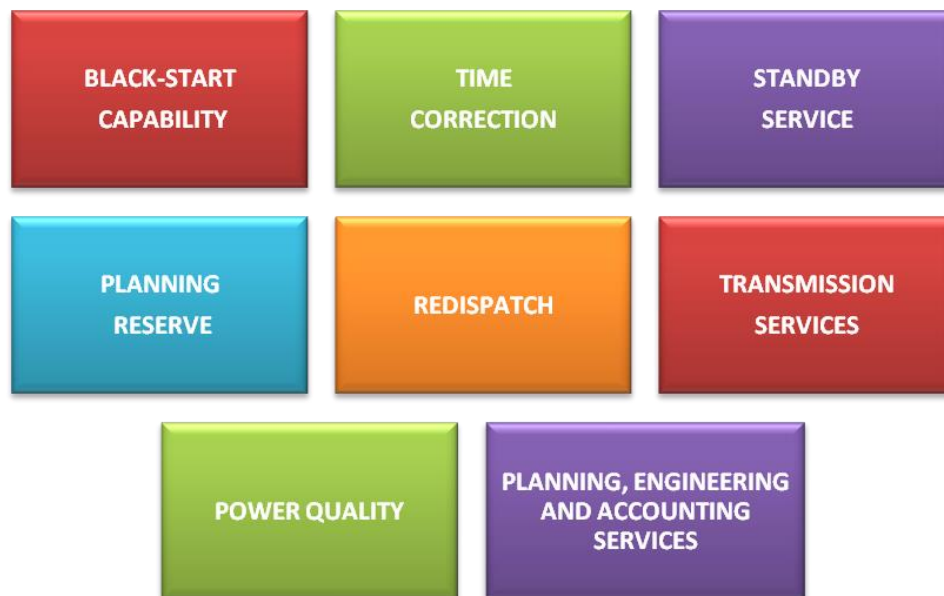 BLACK-START
CAPABILITY
TIME
CORRECTION
STANDBY
SERVICE
PLANNING
RESERVE
REDISPATCH
TRANSMISSION
SERVICES
POWER QUALITY
PLANNING, ENGINEERING
AND ACCOUNTING
SERVICES